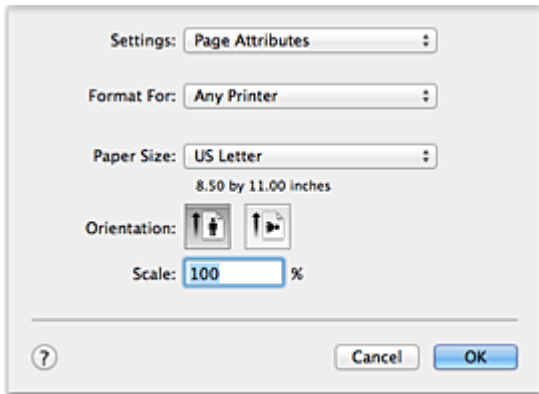 Settings: Page Attributes
Format For: Any Printer
Paper Size: US Letter
8.50 by 11.00 inches
Orientation:
Scale: 100 %
? Cancel OK